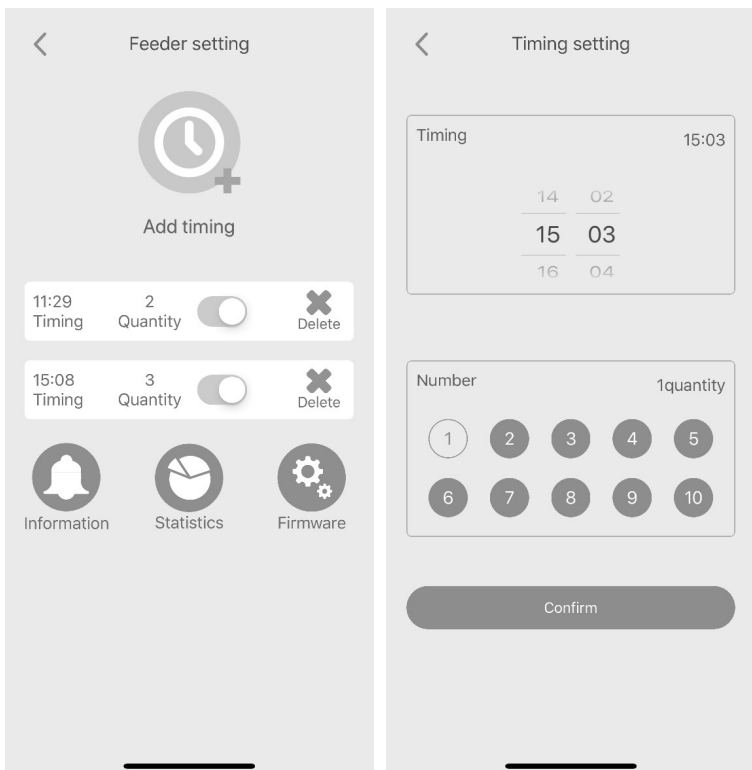 Feeder setting
Add timing
11:29 2
Timing Quantity Delete
15:08 3
Timing Quantity Delete
Information Statistics Firmware
Timing setting
Timing 15:03
14 02
15 03
16 04
Number 1quantity
1 2 3 4 5
6 7 8 9 10
Confirm